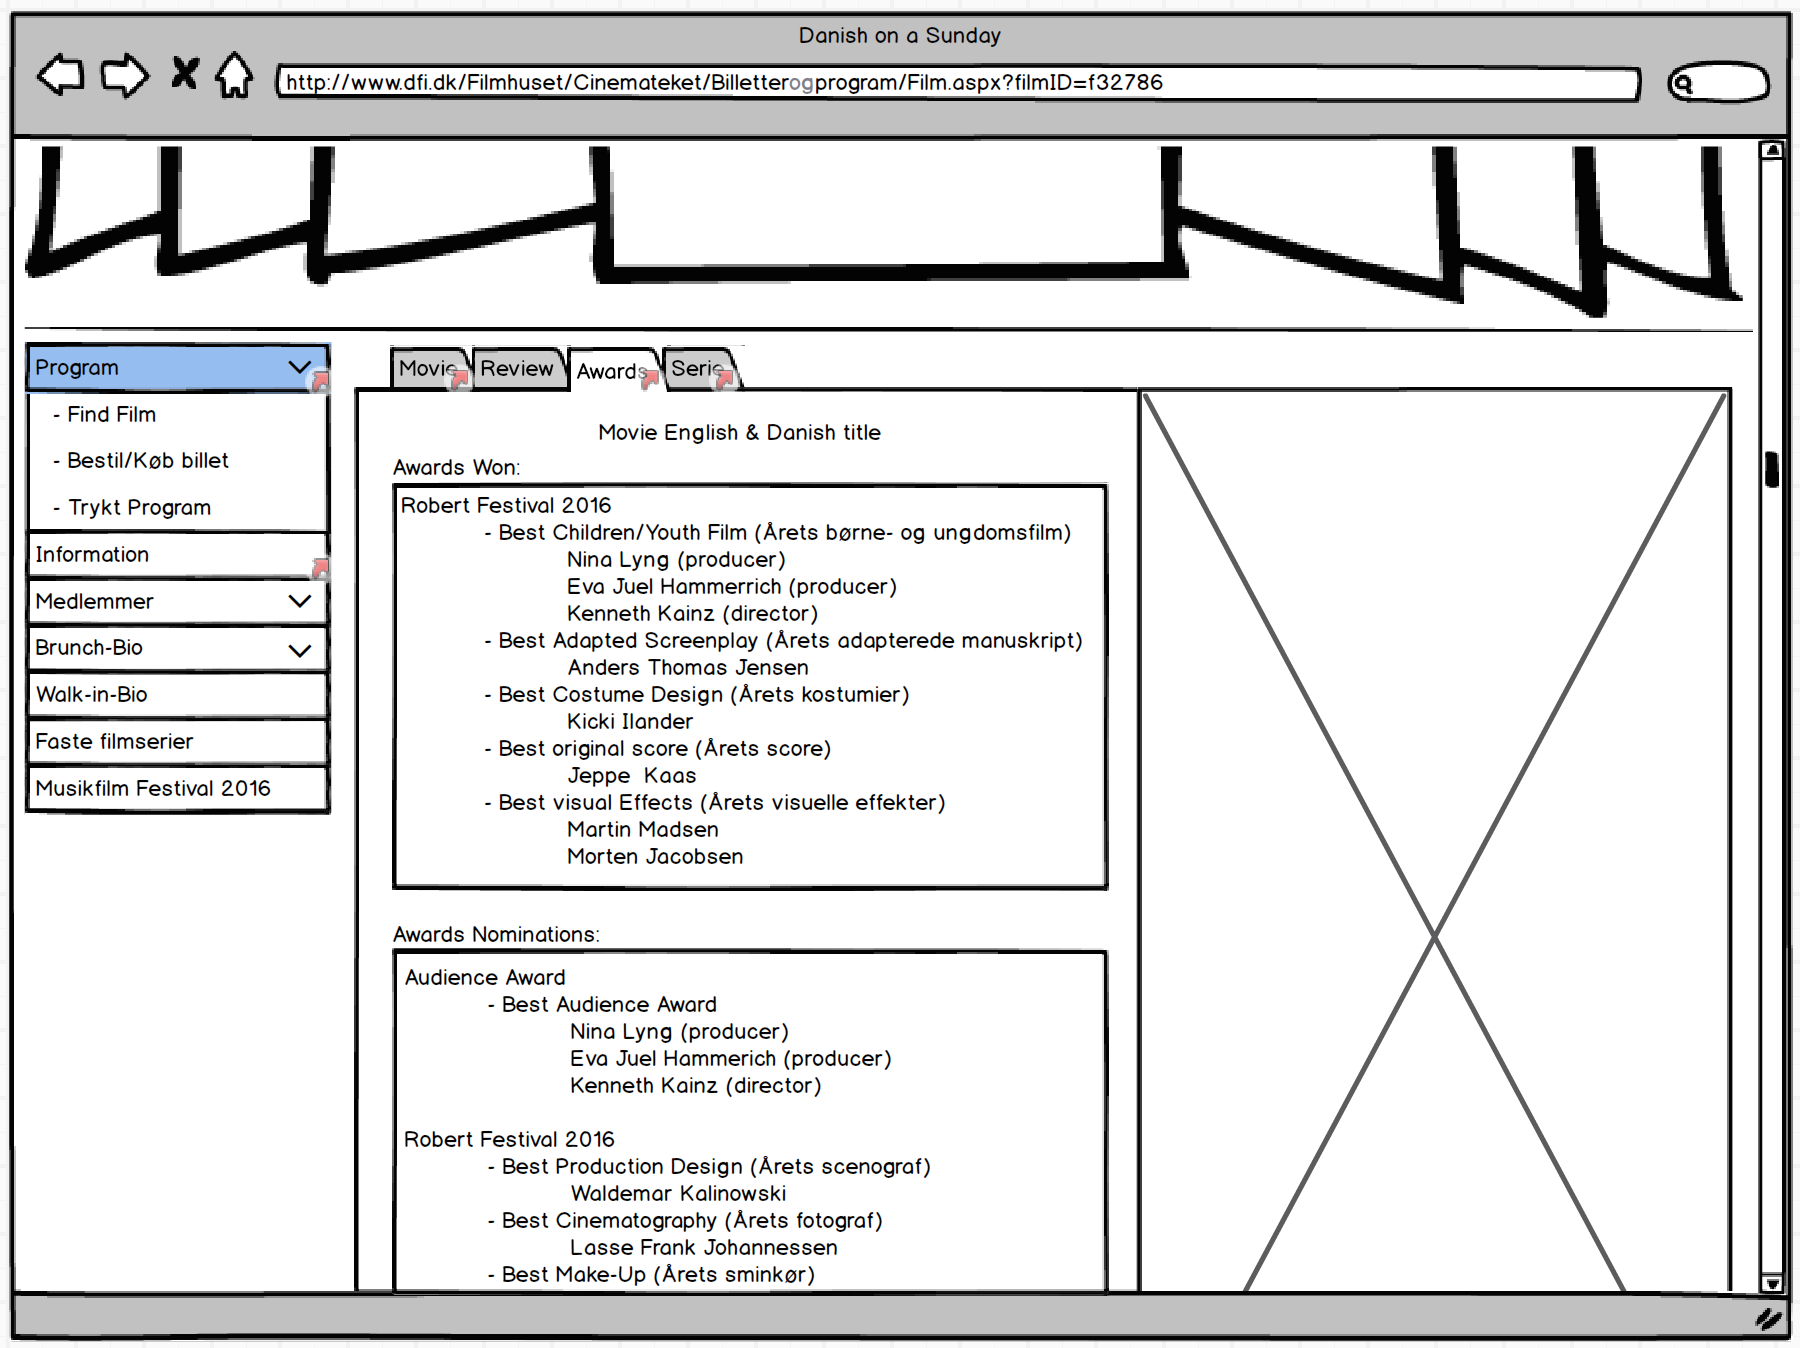 Danish on a Sunday
http://www.dfi.dk/Filmhuset/Cinemateket/Billetterogprogram/Film.aspx?filmID=f32786
Program
- Find Film
- Bestil/Køb billet
- Trykt Program
Information
Medlemmer
Brunch-Bio
Walk-in-Bio
Faste filmserier
Musikfilm Festival 2016
Movie Review Awards Serie
Movie English & Danish title
Awards Won:
Robert Festival 2016
- Best Children/Youth Film (Årets børne- og ungdomsfilm)
Nina Lyng (producer)
Eva Juel Hammerrich (producer)
Kenneth Kainz (director)
- Best Adapted Screenplay (Årets adapterede manuskript)
Anders Thomas Jensen
- Best Costume Design (Årets kostumier)
Kicki Ilander
- Best original score (Årets score)
Jeppe Kaas
- Best visual Effects (Årets visuelle effekter)
Martin Madsen
Morten Jacobsen
Awards Nominations:
Audience Award
- Best Audience Award
Nina Lyng (producer)
Eva Juel Hammerich (producer)
Kenneth Kainz (director)
Robert Festival 2016
- Best Production Design (Årets scenograf)
Waldemar Kalinowski
- Best Cinematography (Årets fotograf)
Lasse Frank Johannessen
- Best Make-Up (Årets sminkør)